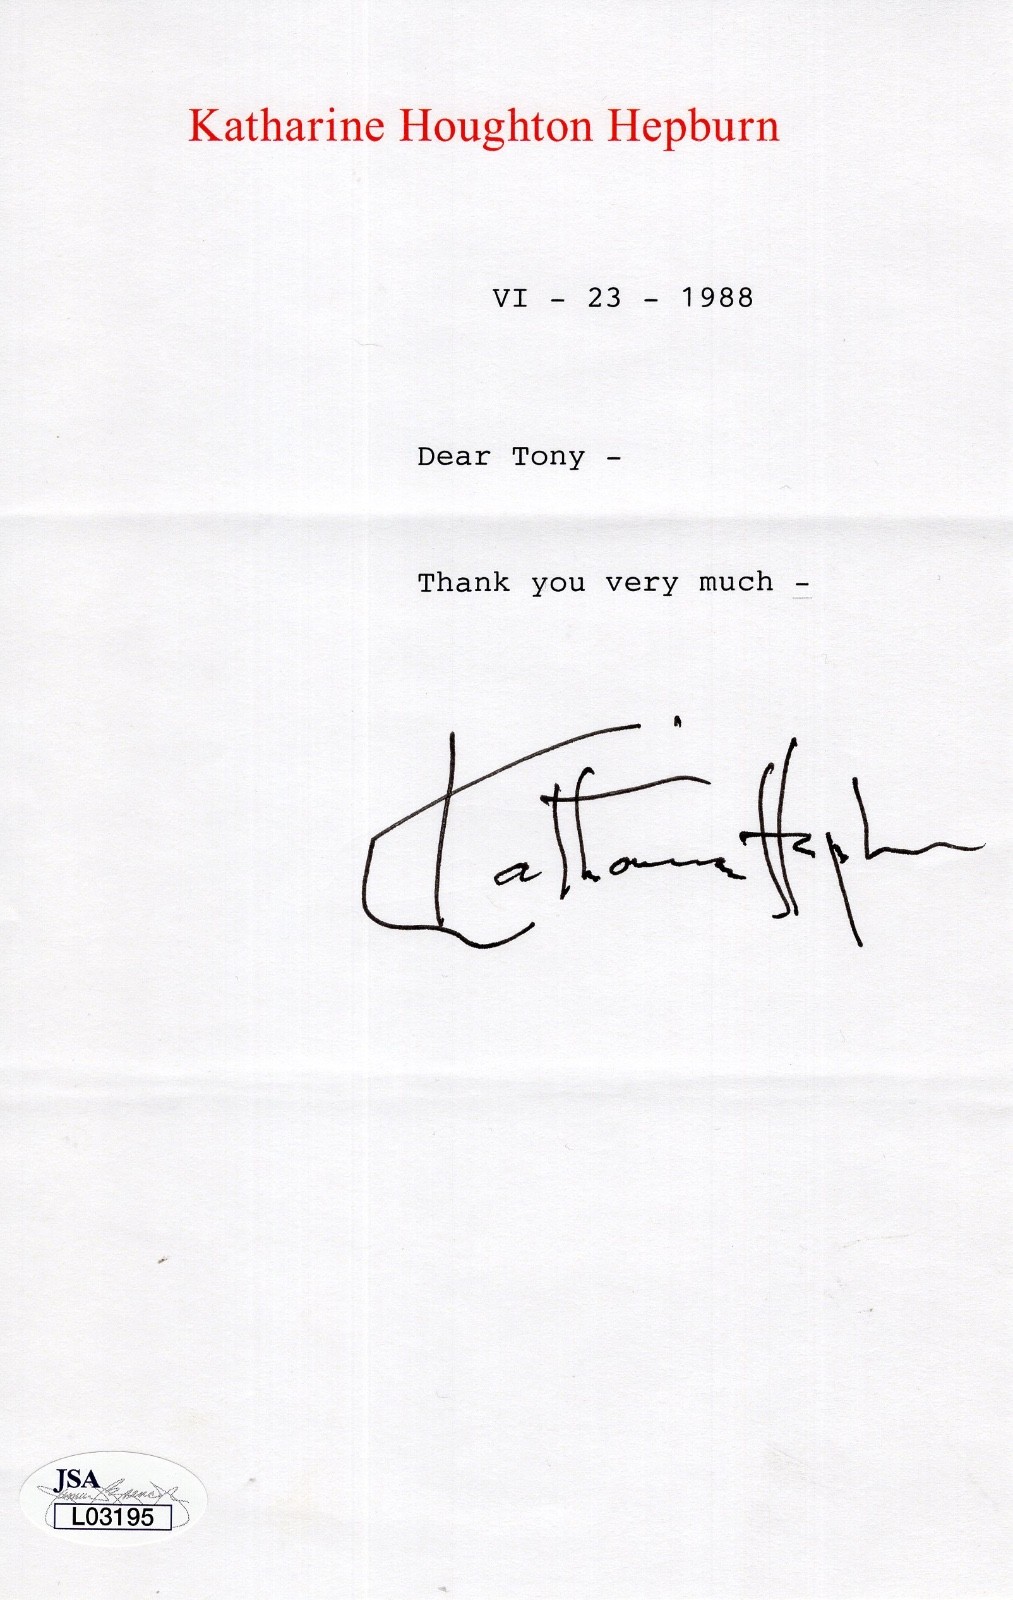 Katharine Houghton Hepburn
VI - 23 - 1988
Dear Tony -
Thank you very much -
Katharine Hepburn
JSA
L03195